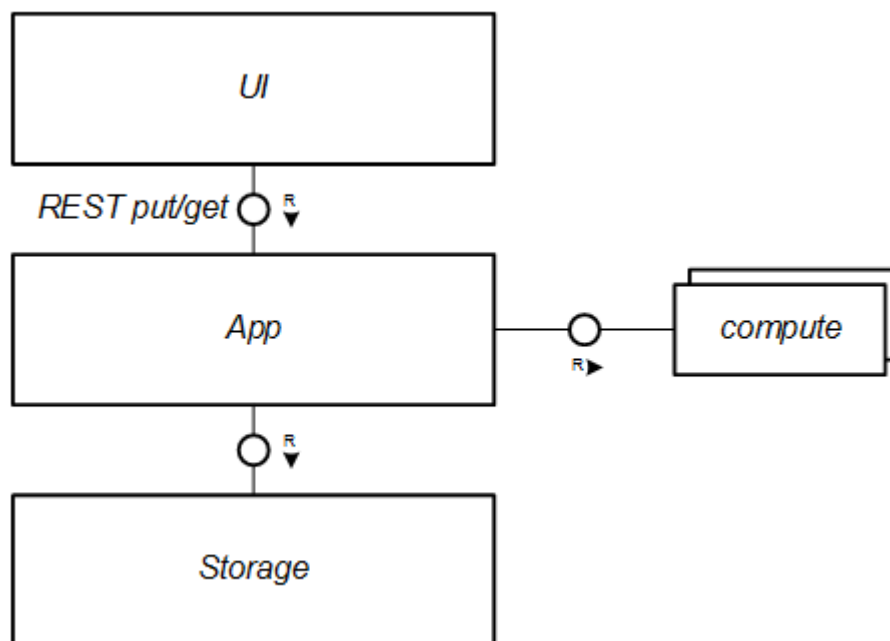 UI
REST put/get
R
App
compute
R
R
Storage